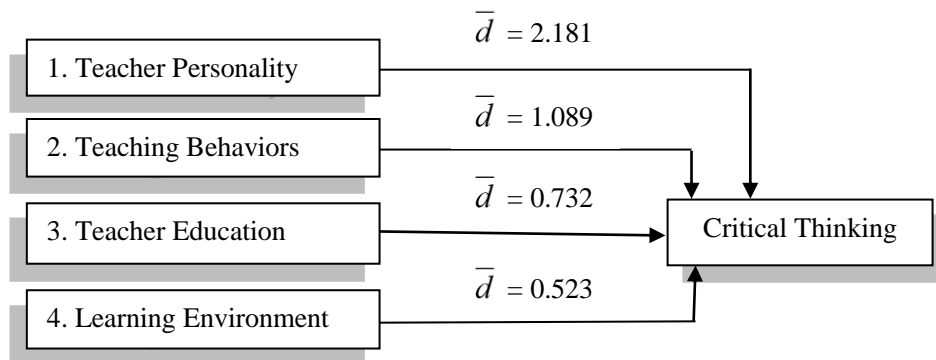 d̅ = 2.181
1. Teacher Personality
d̅ = 1.089
2. Teaching Behaviors
d̅ = 0.732
3. Teacher Education
Critical Thinking
d̅ = 0.523
4. Learning Environment